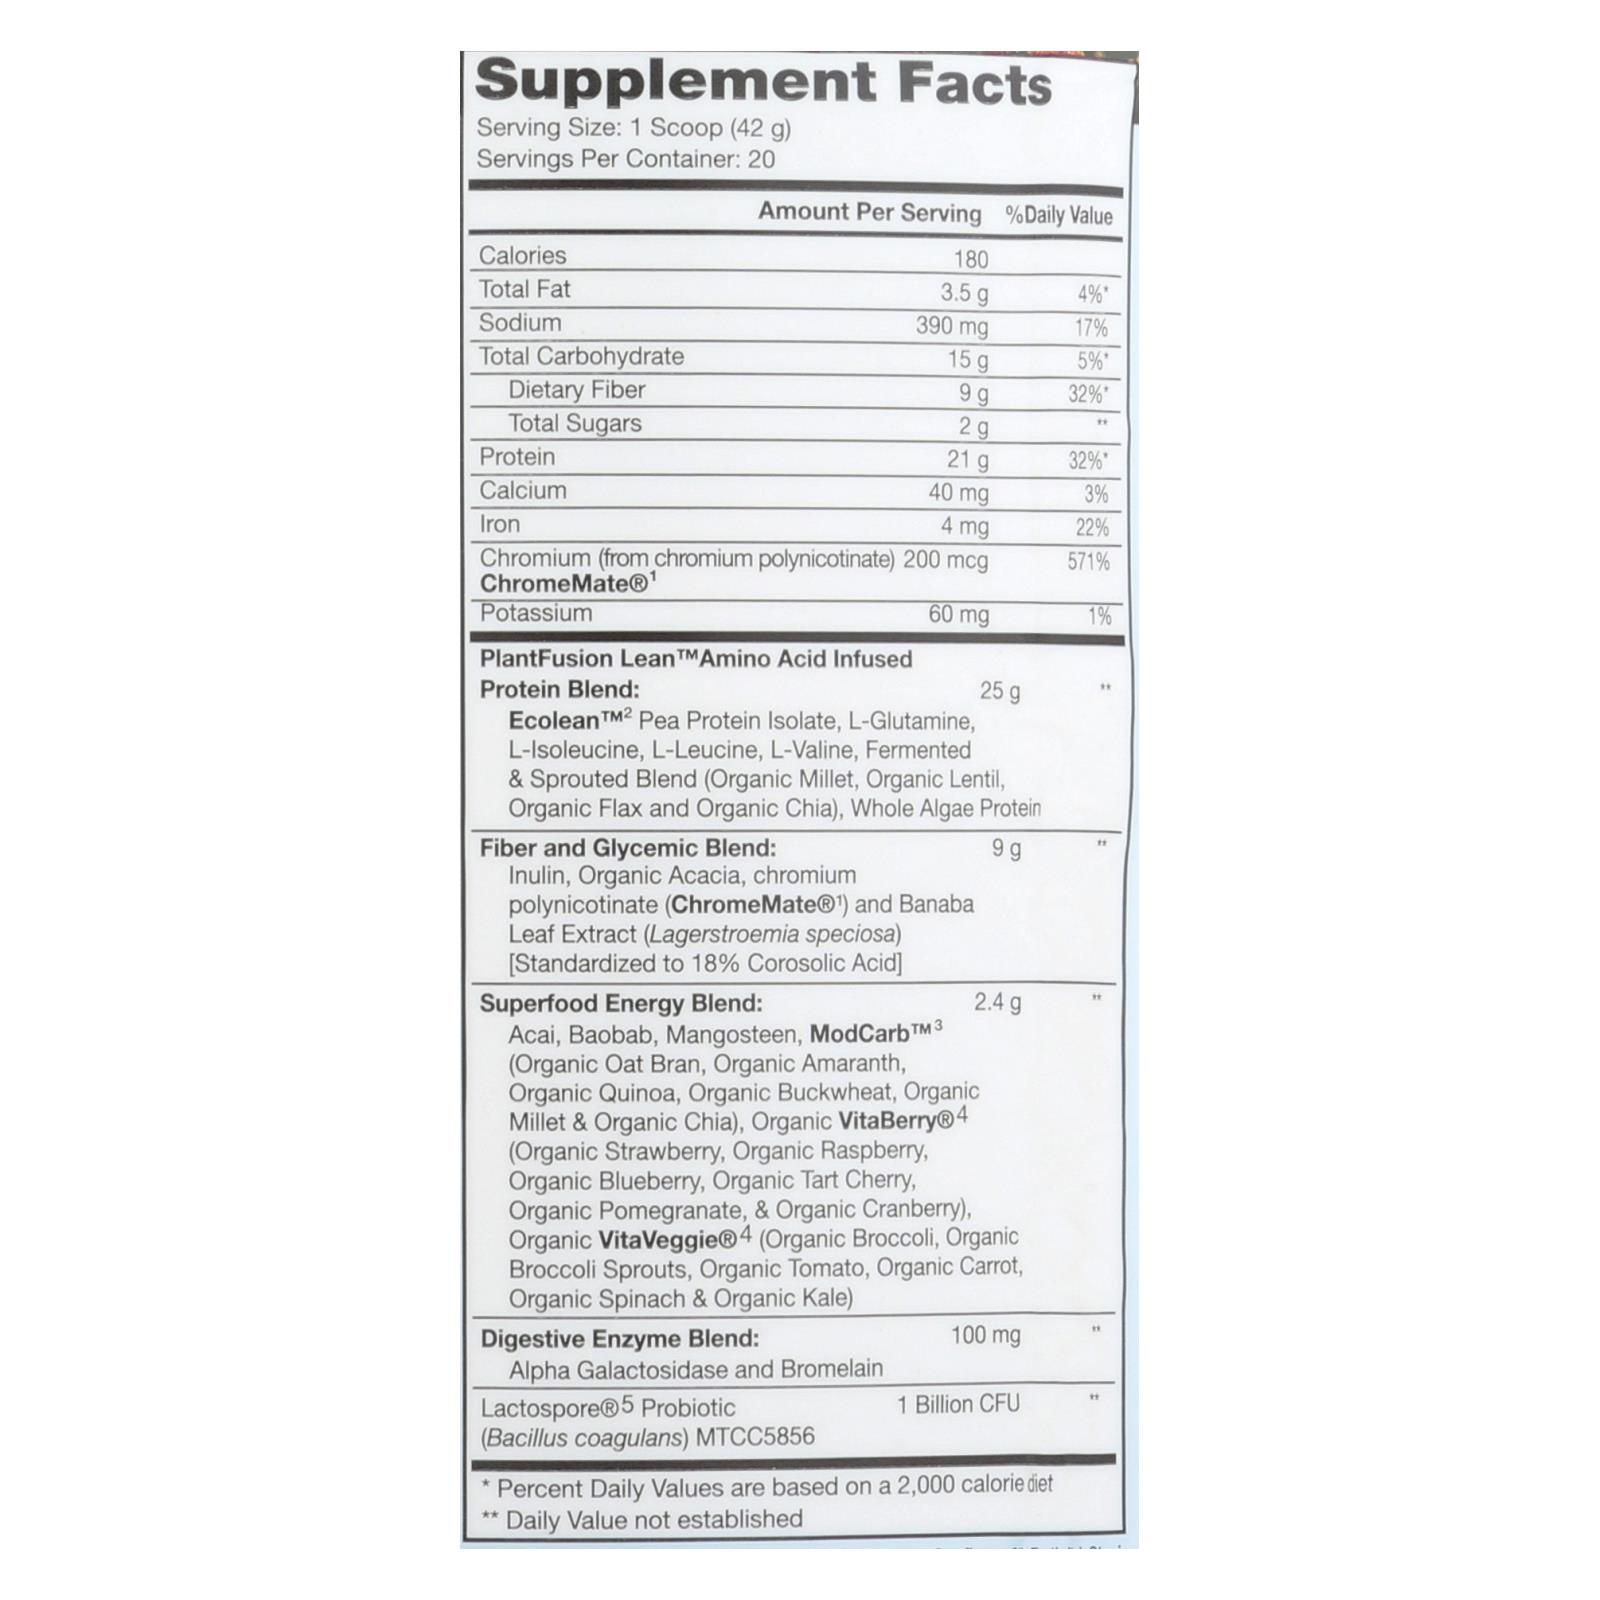 Supplement Facts
Serving Size: 1 Scoop (42 g)
Servings Per Container: 20
Amount Per Serving %Daily Value
Calories 180
Total Fat 3.5 g 4%*
Sodium 390 mg 17%
Total Carbohydrate 15 g 5%*
Dietary Fiber 9 g 32%*
Total Sugars 2 g **
Protein 21 g 32%*
Calcium 40 mg 3%
Iron 4 mg 22%
Chromium (from chromium polynicotinate) 200 mcg 571%
ChromeMate®1
Potassium 60 mg 1%
PlantFusion Lean™Amino Acid Infused
Protein Blend: 25 g **
Ecolean™2 Pea Protein Isolate, L-Glutamine,
L-Isoleucine, L-Leucine, L-Valine, Fermented
& Sprouted Blend (Organic Millet, Organic Lentil,
Organic Flax and Organic Chia), Whole Algae Protein
Fiber and Glycemic Blend: 9 g **
Inulin, Organic Acacia, chromium
polynicotinate (ChromeMate®1) and Banaba
Leaf Extract (Lagerstroemia speciosa)
[Standardized to 18% Corosolic Acid]
Superfood Energy Blend: 2.4 g **
Acai, Baobab, Mangosteen, ModCarb™3
(Organic Oat Bran, Organic Amaranth,
Organic Quinoa, Organic Buckwheat, Organic
Millet & Organic Chia), Organic VitaBerry®4
(Organic Strawberry, Organic Raspberry,
Organic Blueberry, Organic Tart Cherry,
Organic Pomegranate, & Organic Cranberry),
Organic VitaVeggie®4 (Organic Broccoli, Organic
Broccoli Sprouts, Organic Tomato, Organic Carrot,
Organic Spinach & Organic Kale)
Digestive Enzyme Blend: 100 mg **
Alpha Galactosidase and Bromelain
Lactospore®5 Probiotic 1 Billion CFU **
(Bacillus coagulans) MTCC5856
* Percent Daily Values are based on a 2,000 calorie diet
** Daily Value not established